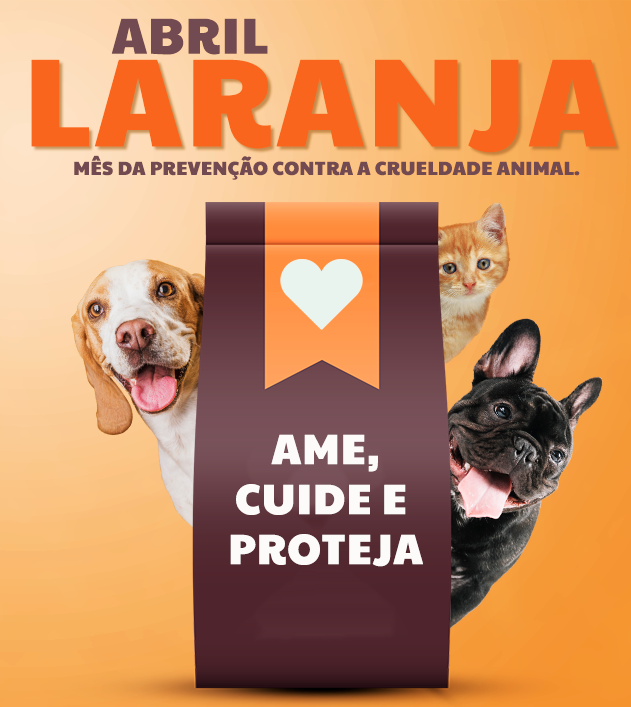 ABRIL
LARANJA
MÊS DA PREVENÇÃO CONTRA A CRUELDADE ANIMAL.
AME,
CUIDE E
PROTEJA